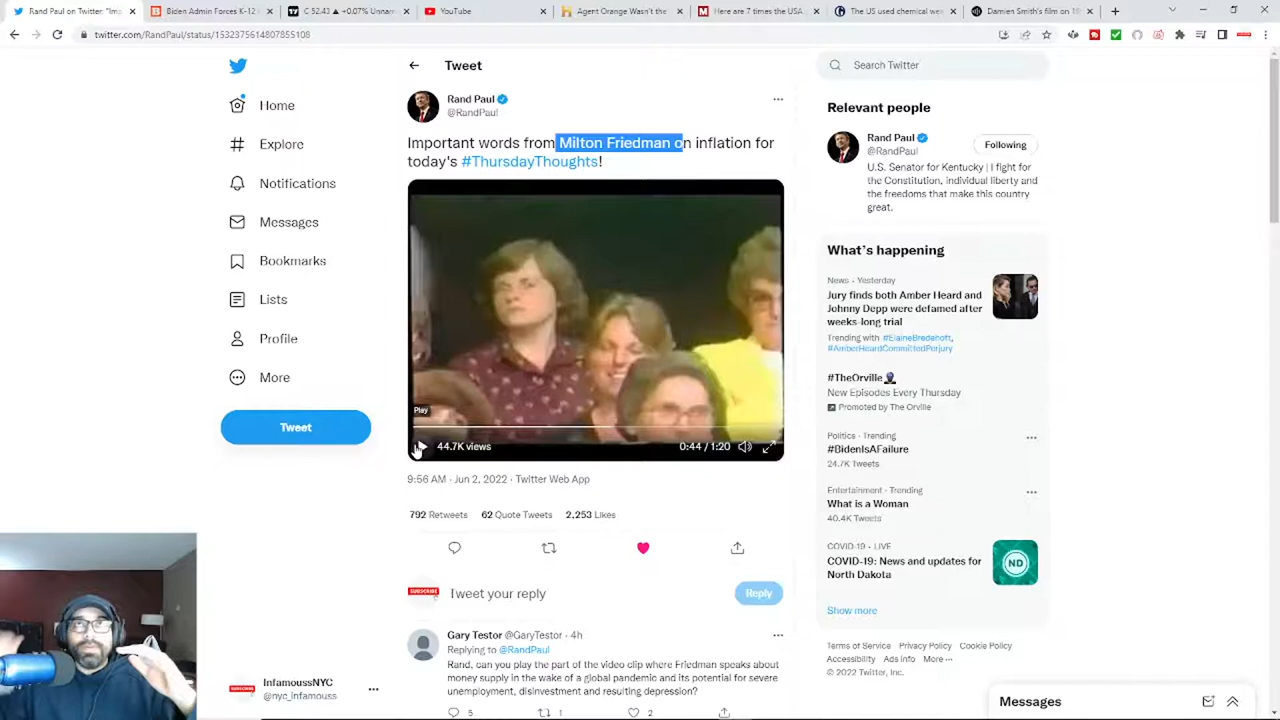 Rand Paul on Twitter: "Im
Biden Admin Forces K-12
C 52.43 ▲ +0.07% Unnam
YouTube
Agent Orange Wasn't the
Here are 7 times the USA
The US used chemical wea
Damien Smith's film on 18
twitter.com/RandPaul/status/1532375614807855108
Home
Explore
Notifications
Messages
Bookmarks
Lists
Profile
More
Tweet
InfamoussNYC
@nyc_infamouss
Tweet
Rand Paul
@RandPaul
Important words from Milton Friedman on inflation for
today's #ThursdayThoughts!
Play
44.7K views
0:44 / 1:20
9:56 AM · Jun 2, 2022 · Twitter Web App
792 Retweets 62 Quote Tweets 2,253 Likes
SUBSCRIBE
Tweet your reply
Reply
Gary Testor @GaryTestor · 4h
Replying to @RandPaul
Rand, can you play the part of the video clip where Friedman speaks about
money supply in the wake of a global pandemic and its potential for severe
unemployment, disinvestment and resulting depression?
5 1 2
Search Twitter
Relevant people
Rand Paul
@RandPaul
Following
U.S. Senator for Kentucky | I fight for
the Constitution, individual liberty and
the freedoms that make this country
great.
What's happening
News · Yesterday
Jury finds both Amber Heard and
Johnny Depp were defamed after
weeks-long trial
Trending with #ElaineBredehoft,
#AmberHeardCommittedPerjury
#TheOrville
New Episodes Every Thursday
Promoted by The Orville
Politics · Trending
#BidenIsAFailure
24.7K Tweets
Entertainment · Trending
What is a Woman
40.4K Tweets
COVID-19 · LIVE
COVID-19: News and updates for
North Dakota
ND
Show more
Terms of Service Privacy Policy Cookie Policy
Accessibility Ads info More ···
© 2022 Twitter, Inc.
Messages